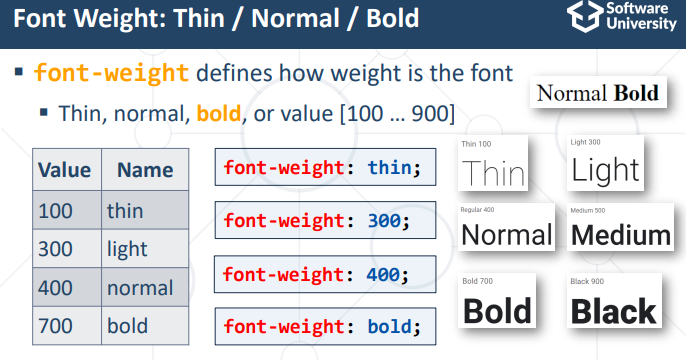 Font Weight: Thin / Normal / Bold
Software
University
▪ font-weight defines how weight is the font
▪ Thin, normal, bold, or value [100 … 900]
Normal Bold
Value Name
100 thin
300 light
400 normal
700 bold
font-weight: thin;
font-weight: 300;
font-weight: 400;
font-weight: bold;
Thin 100
Thin
Light 300
Light
Regular 400
Normal
Medium 500
Medium
Bold 700
Bold
Black 900
Black